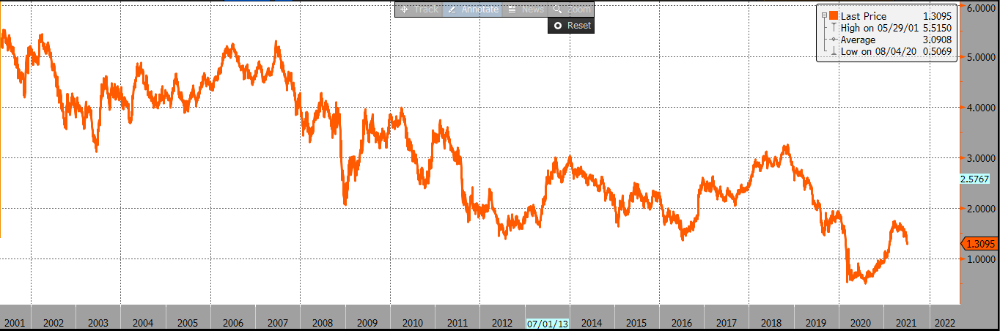 Track Annotate News Zoom
Reset
Last Price 1.3095
High on 05/29/01 5.5150
Average 3.0908
Low on 08/04/20 0.5069
6.0000
5.0000
4.0000
3.0000
2.5767
2.0000
1.3095
1.0000
2001 2002 2003 2004 2005 2006 2007 2008 2009 2010 2011 2012 07/01/13 2014 2015 2016 2017 2018 2019 2020 2021 2022